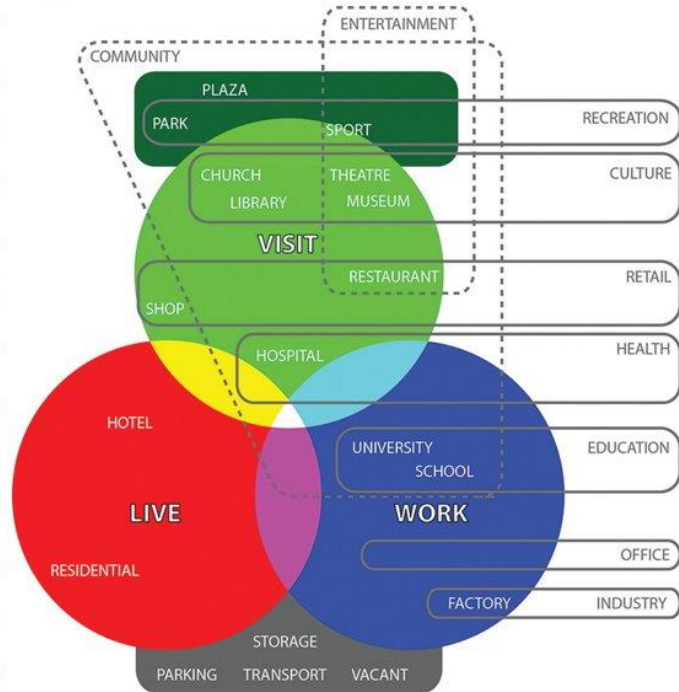 ENTERTAINMENT
COMMUNITY
PLAZA
PARK
SPORT
RECREATION
CHURCH
THEATRE
CULTURE
LIBRARY
MUSEUM
VISIT
RESTAURANT
RETAIL
SHOP
HOSPITAL
HEALTH
HOTEL
UNIVERSITY
EDUCATION
SCHOOL
LIVE
WORK
OFFICE
RESIDENTIAL
FACTORY
INDUSTRY
STORAGE
PARKING
TRANSPORT
VACANT